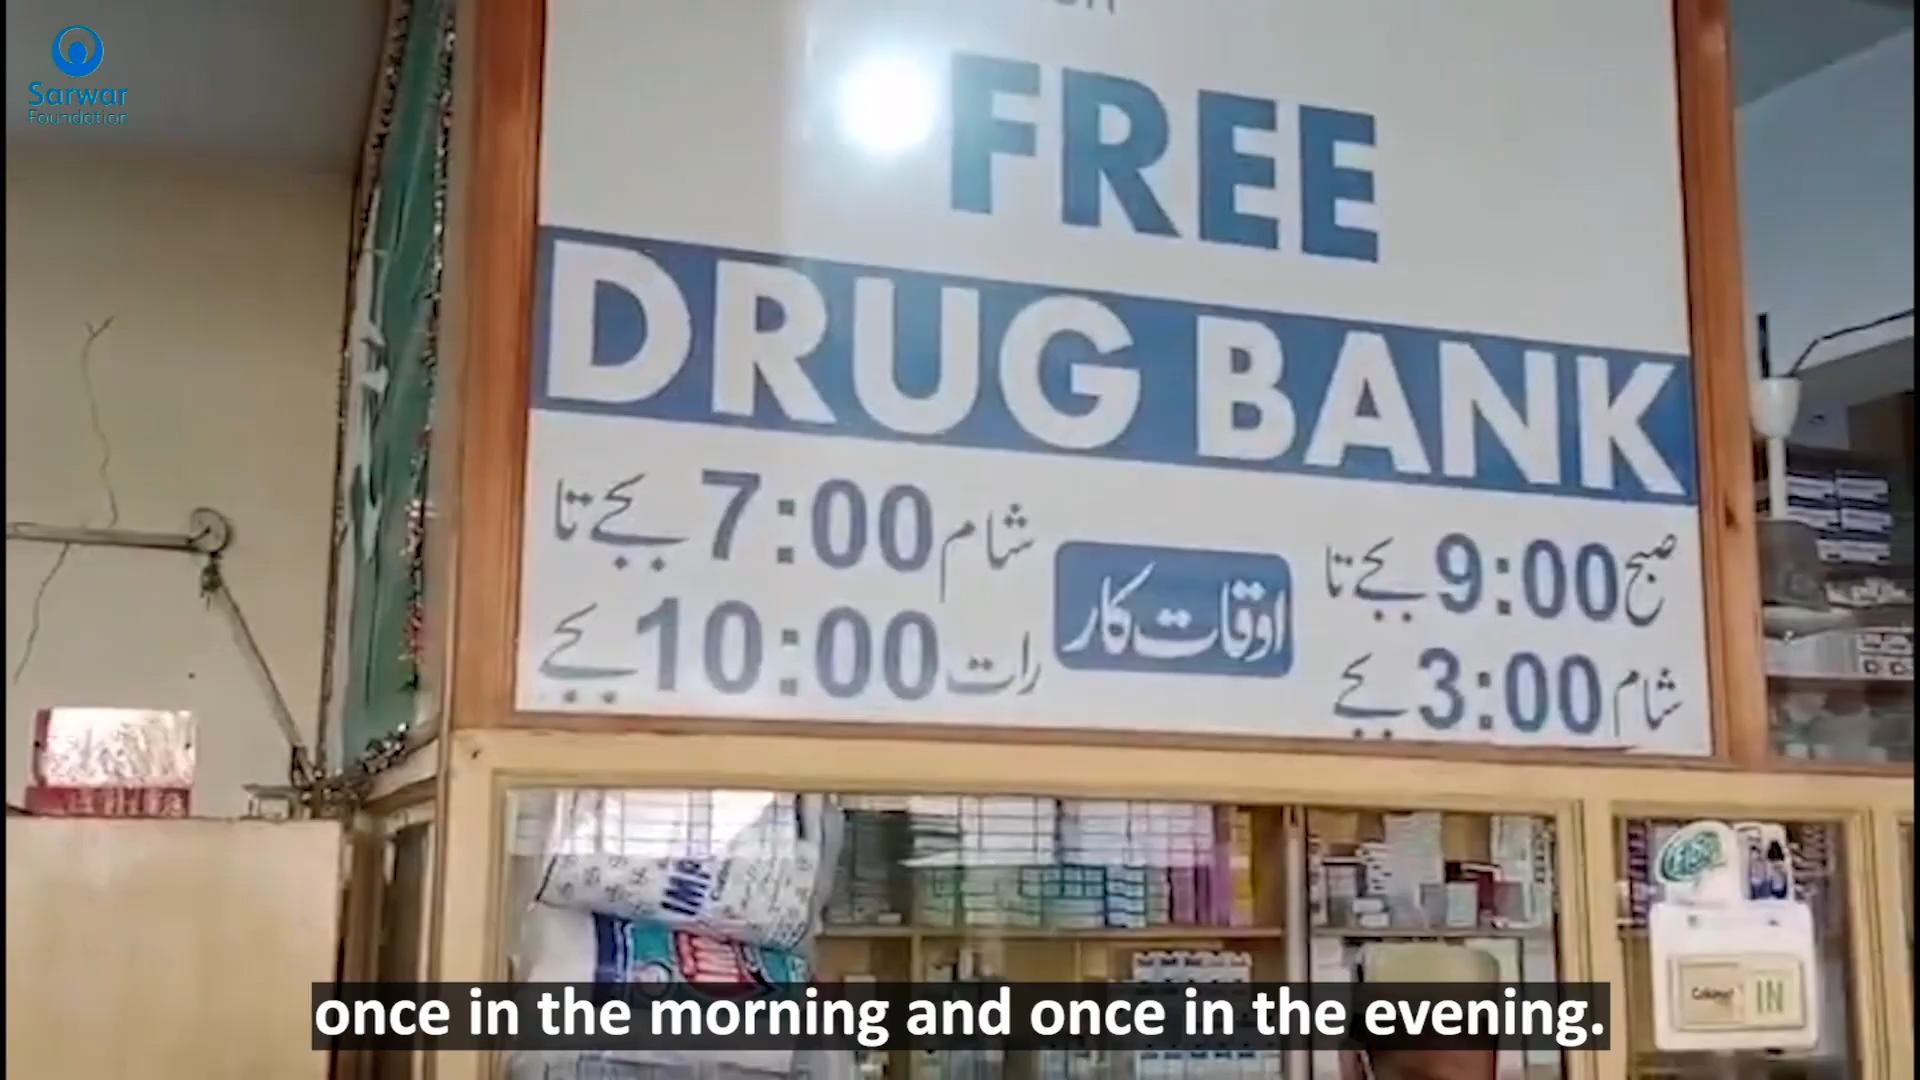 Sarwar
Foundation
FREE
DRUG BANK
صبح 9:00 بجے تا
شام 3:00 بجے
اوقات کار
شام 7:00 بجے تا
رات 10:00 بجے
IN
once in the morning and once in the evening.